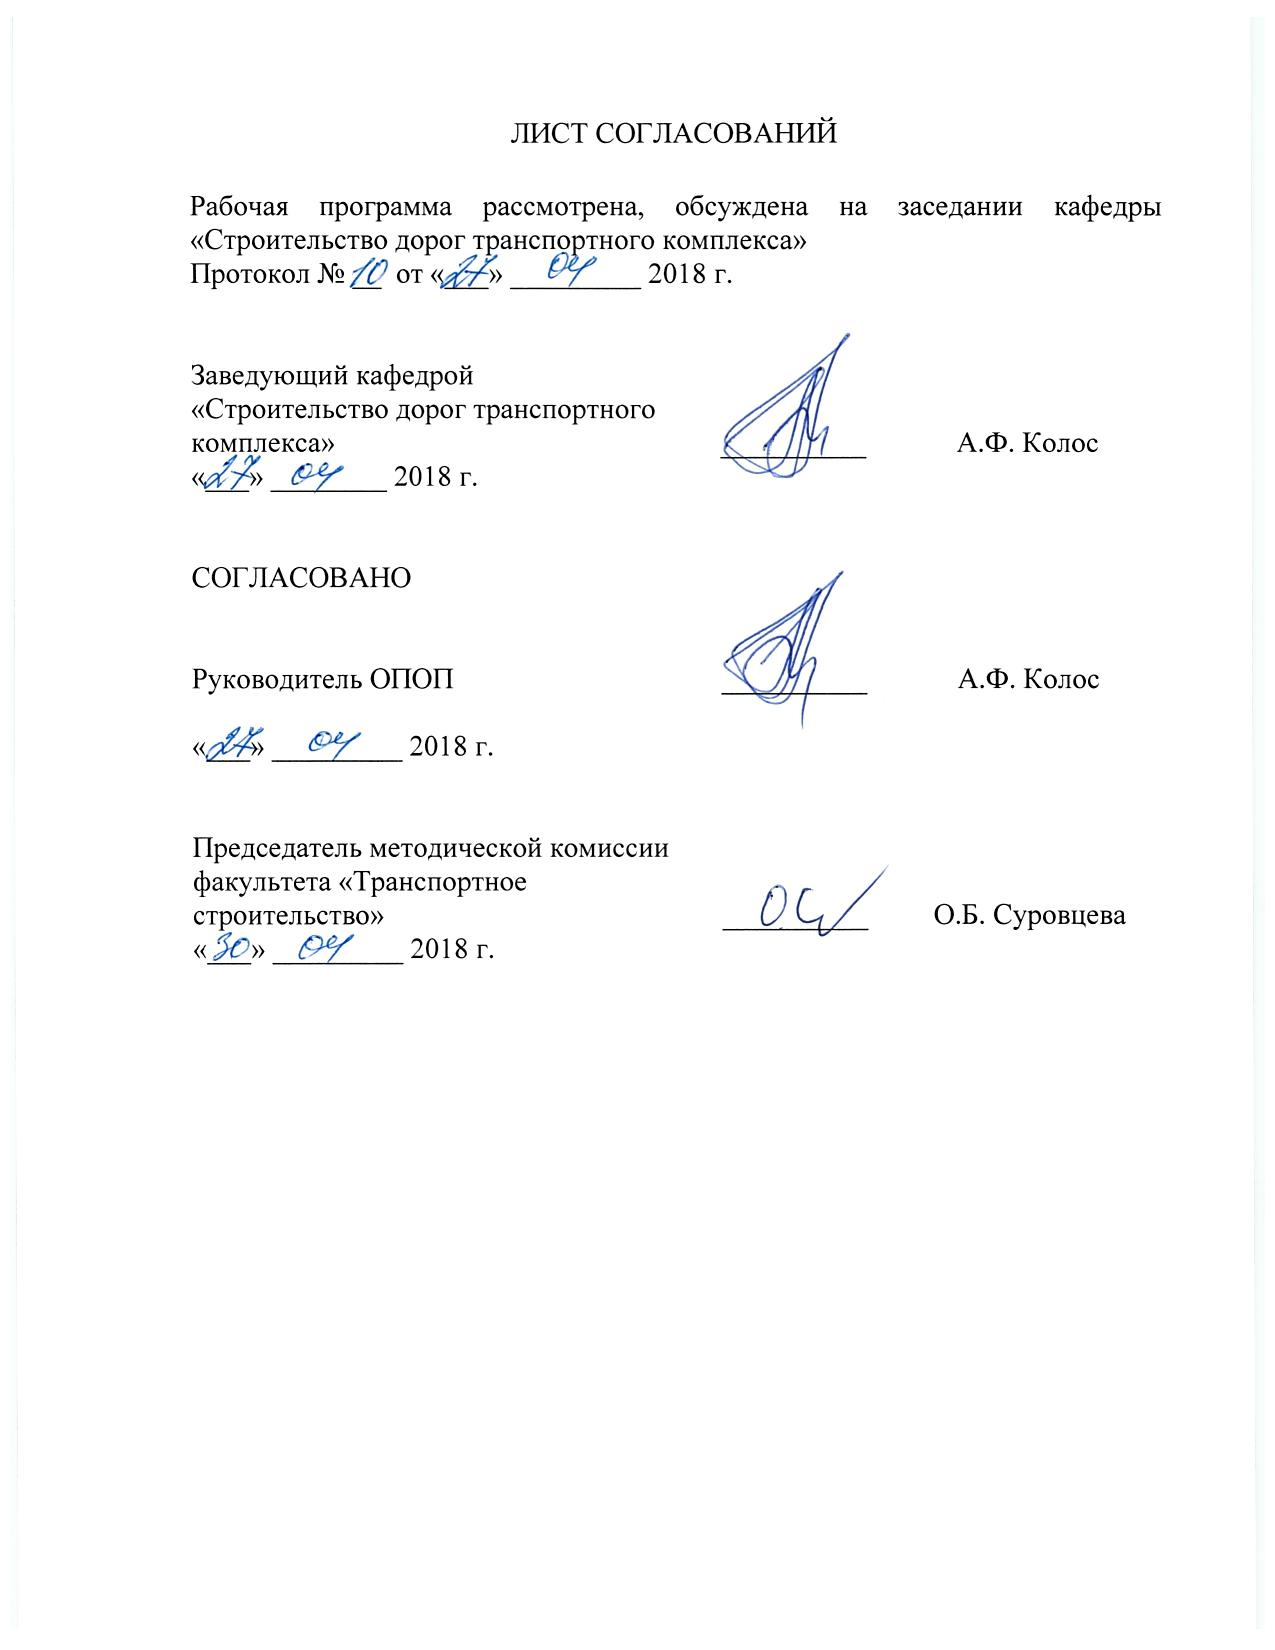 ЛИСТ СОГЛАСОВАНИЙ
Рабочая программа рассмотрена, обсуждена на заседании кафедры
«Строительство дорог транспортного комплекса»
Протокол № 10 от «27» 04 2018 г.
Заведующий кафедрой
«Строительство дорог транспортного
комплекса» А.Ф. Колос
«27» 04 2018 г.
СОГЛАСОВАНО
Руководитель ОПОП А.Ф. Колос
«27» 04 2018 г.
Председатель методической комиссии
факультета «Транспортное
строительство» О.Б. Суровцева
«30» 04 2018 г.